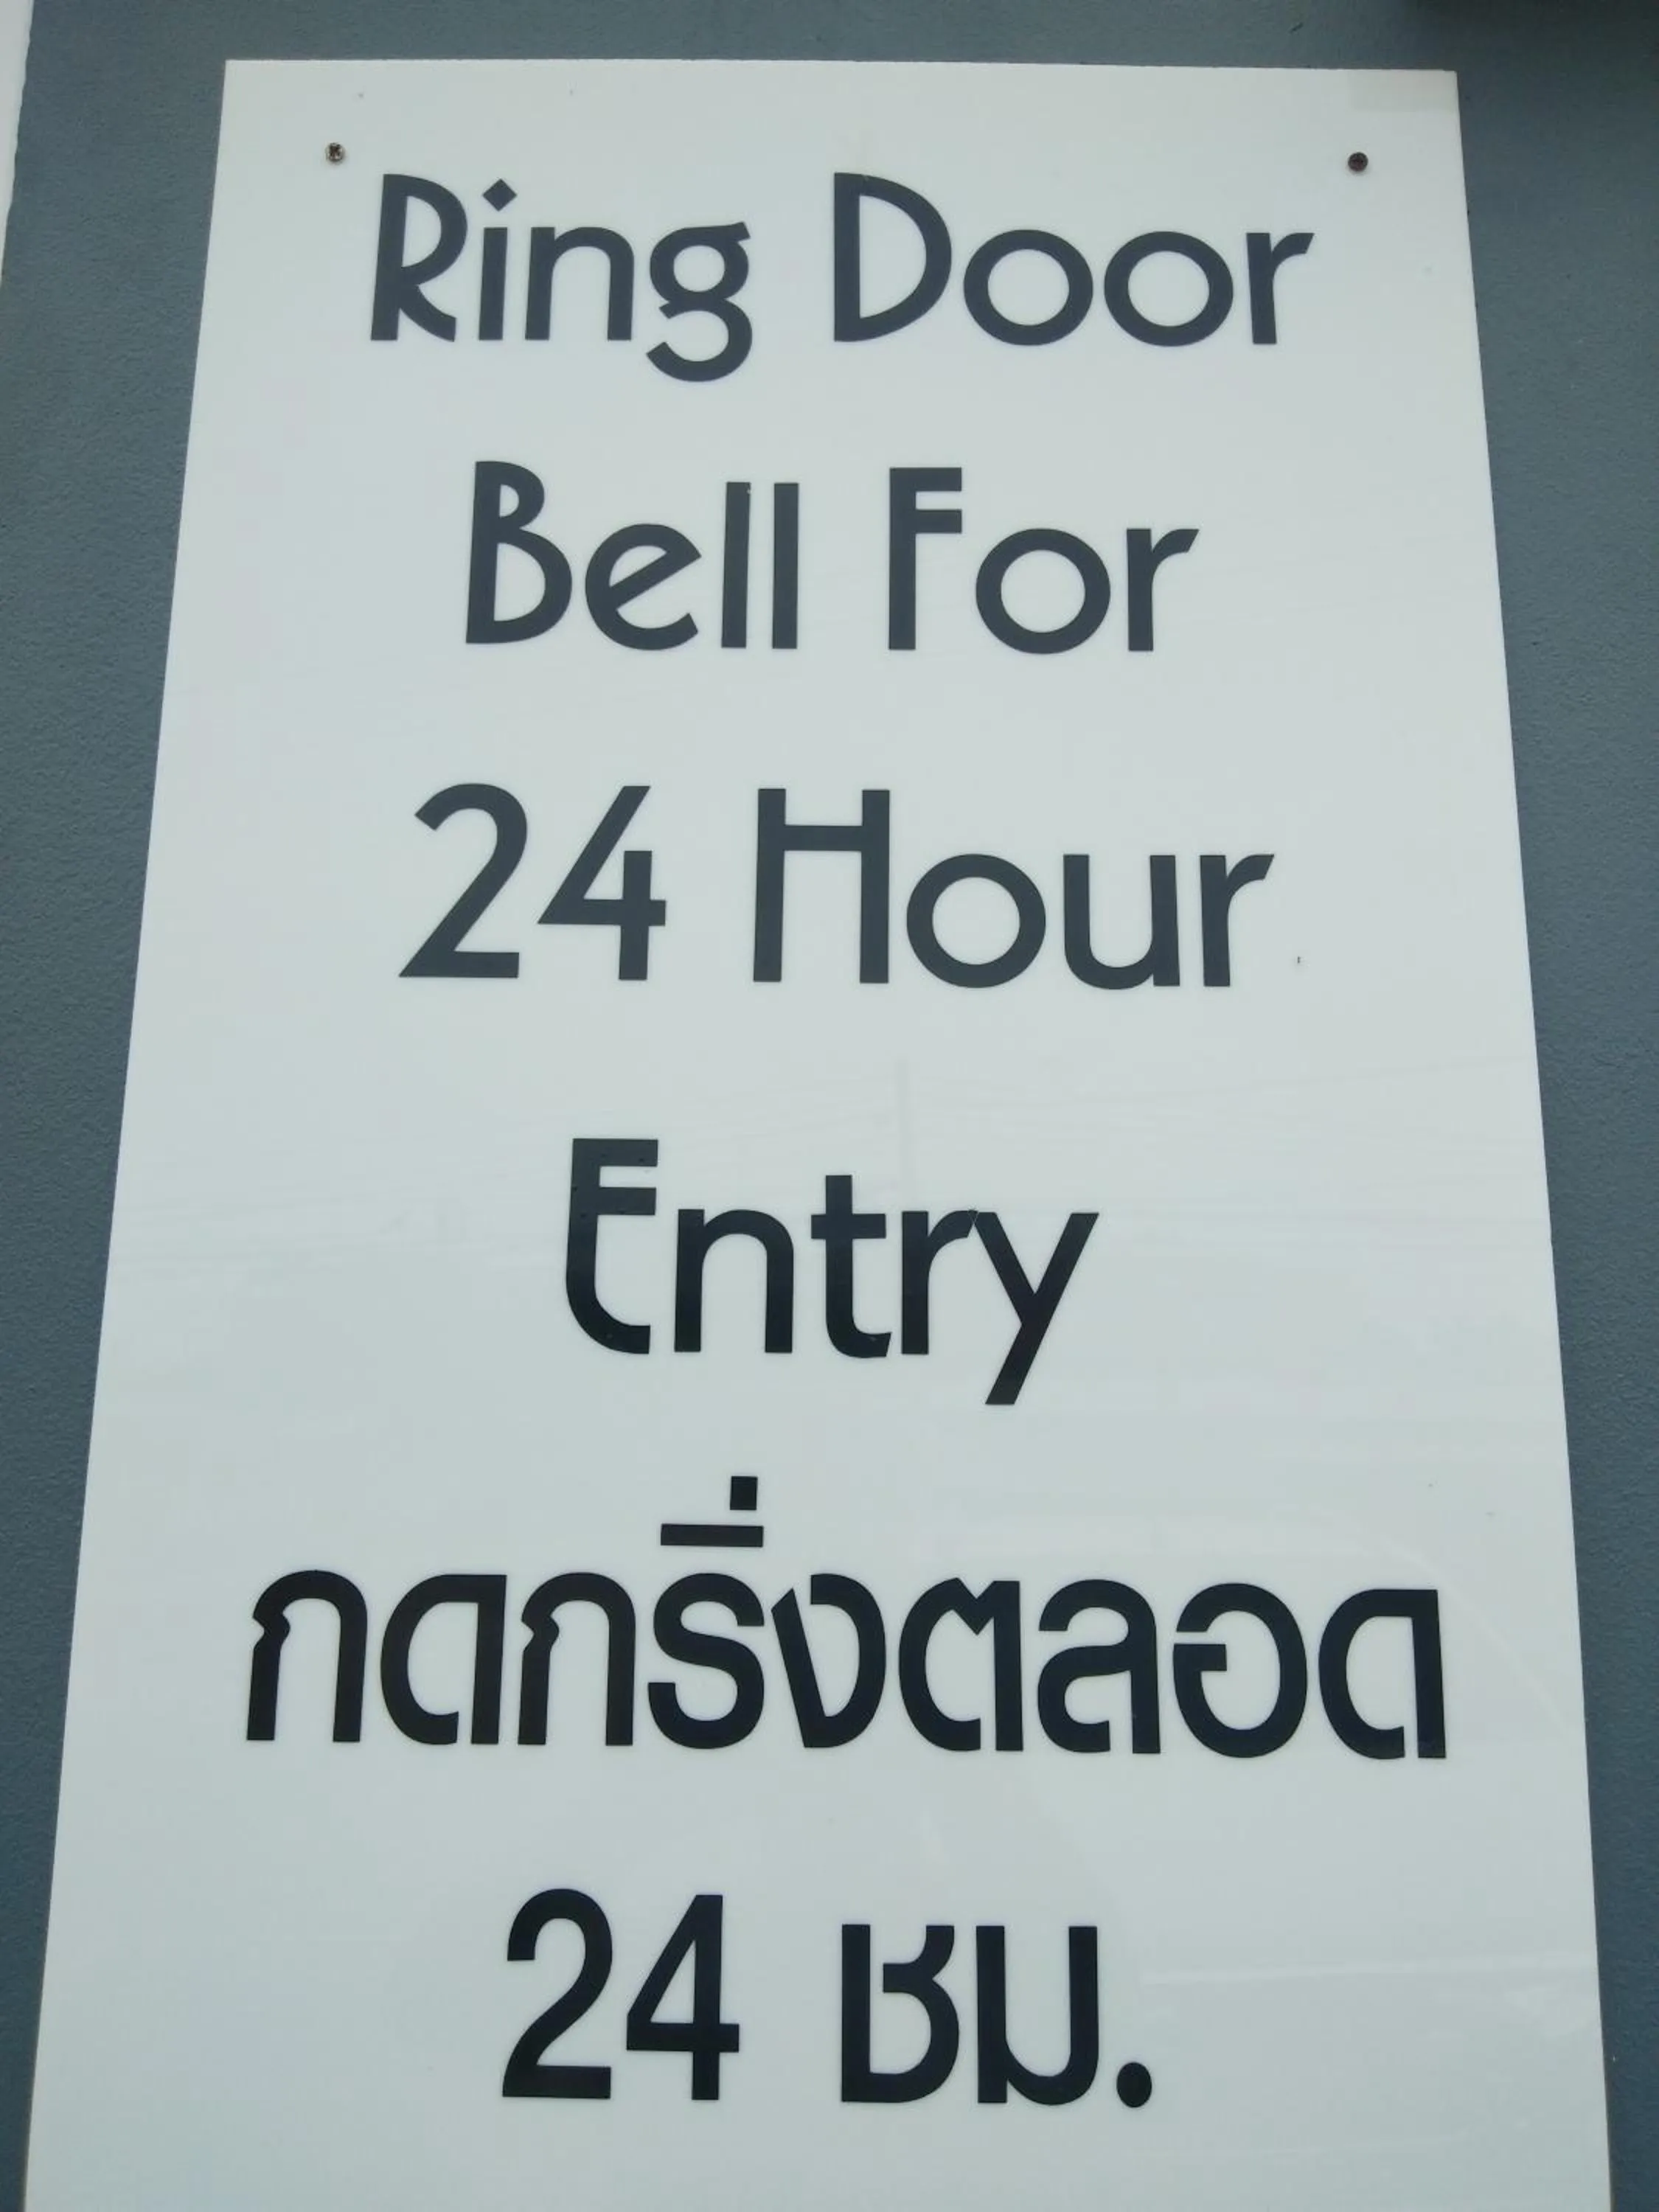 Ring Door
Bell For
24 Hour
Entry
กดกริ่งตลอด
24 ชม.